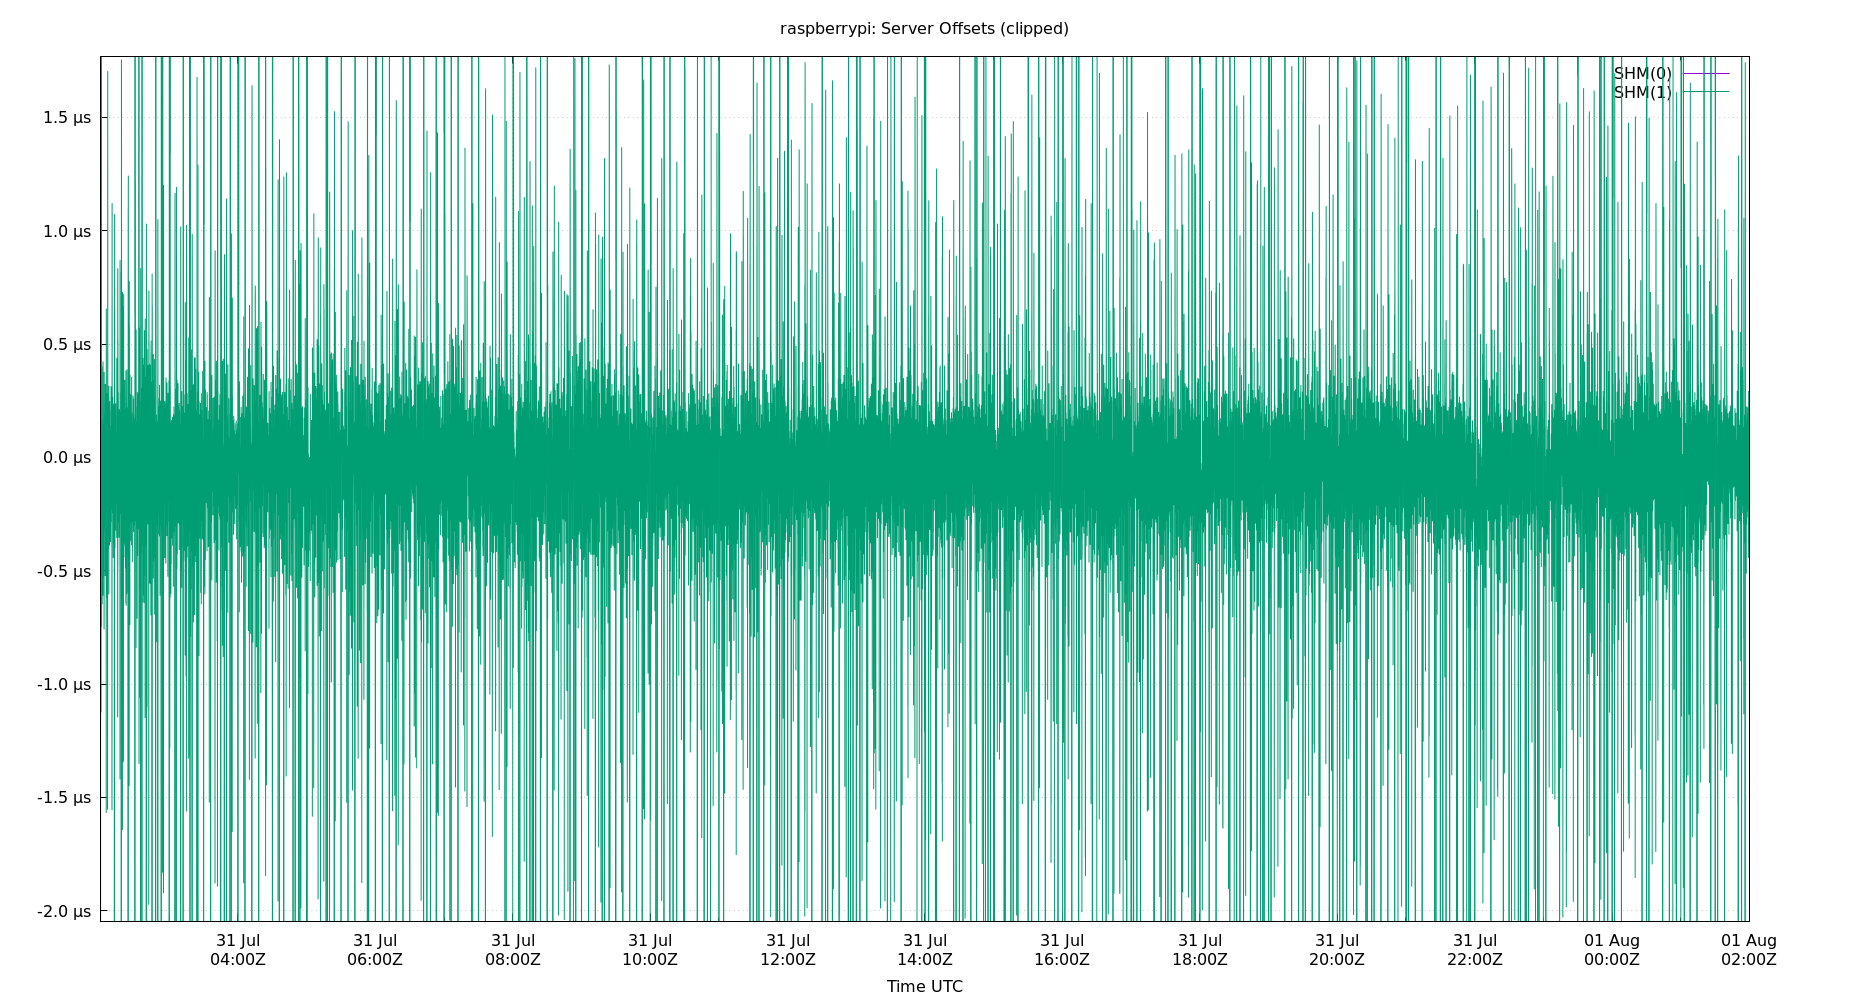 raspberrypi: Server Offsets (clipped)
SHM(0)
SHM(1)
1.5 µs
1.0 µs
0.5 µs
0.0 µs
-0.5 µs
-1.0 µs
-1.5 µs
-2.0 µs
31 Jul 31 Jul 31 Jul 31 Jul 31 Jul 31 Jul 31 Jul 31 Jul 31 Jul 31 Jul 01 Aug 01 Aug
04:00Z 06:00Z 08:00Z 10:00Z 12:00Z 14:00Z 16:00Z 18:00Z 20:00Z 22:00Z 00:00Z 02:00Z
Time UTC